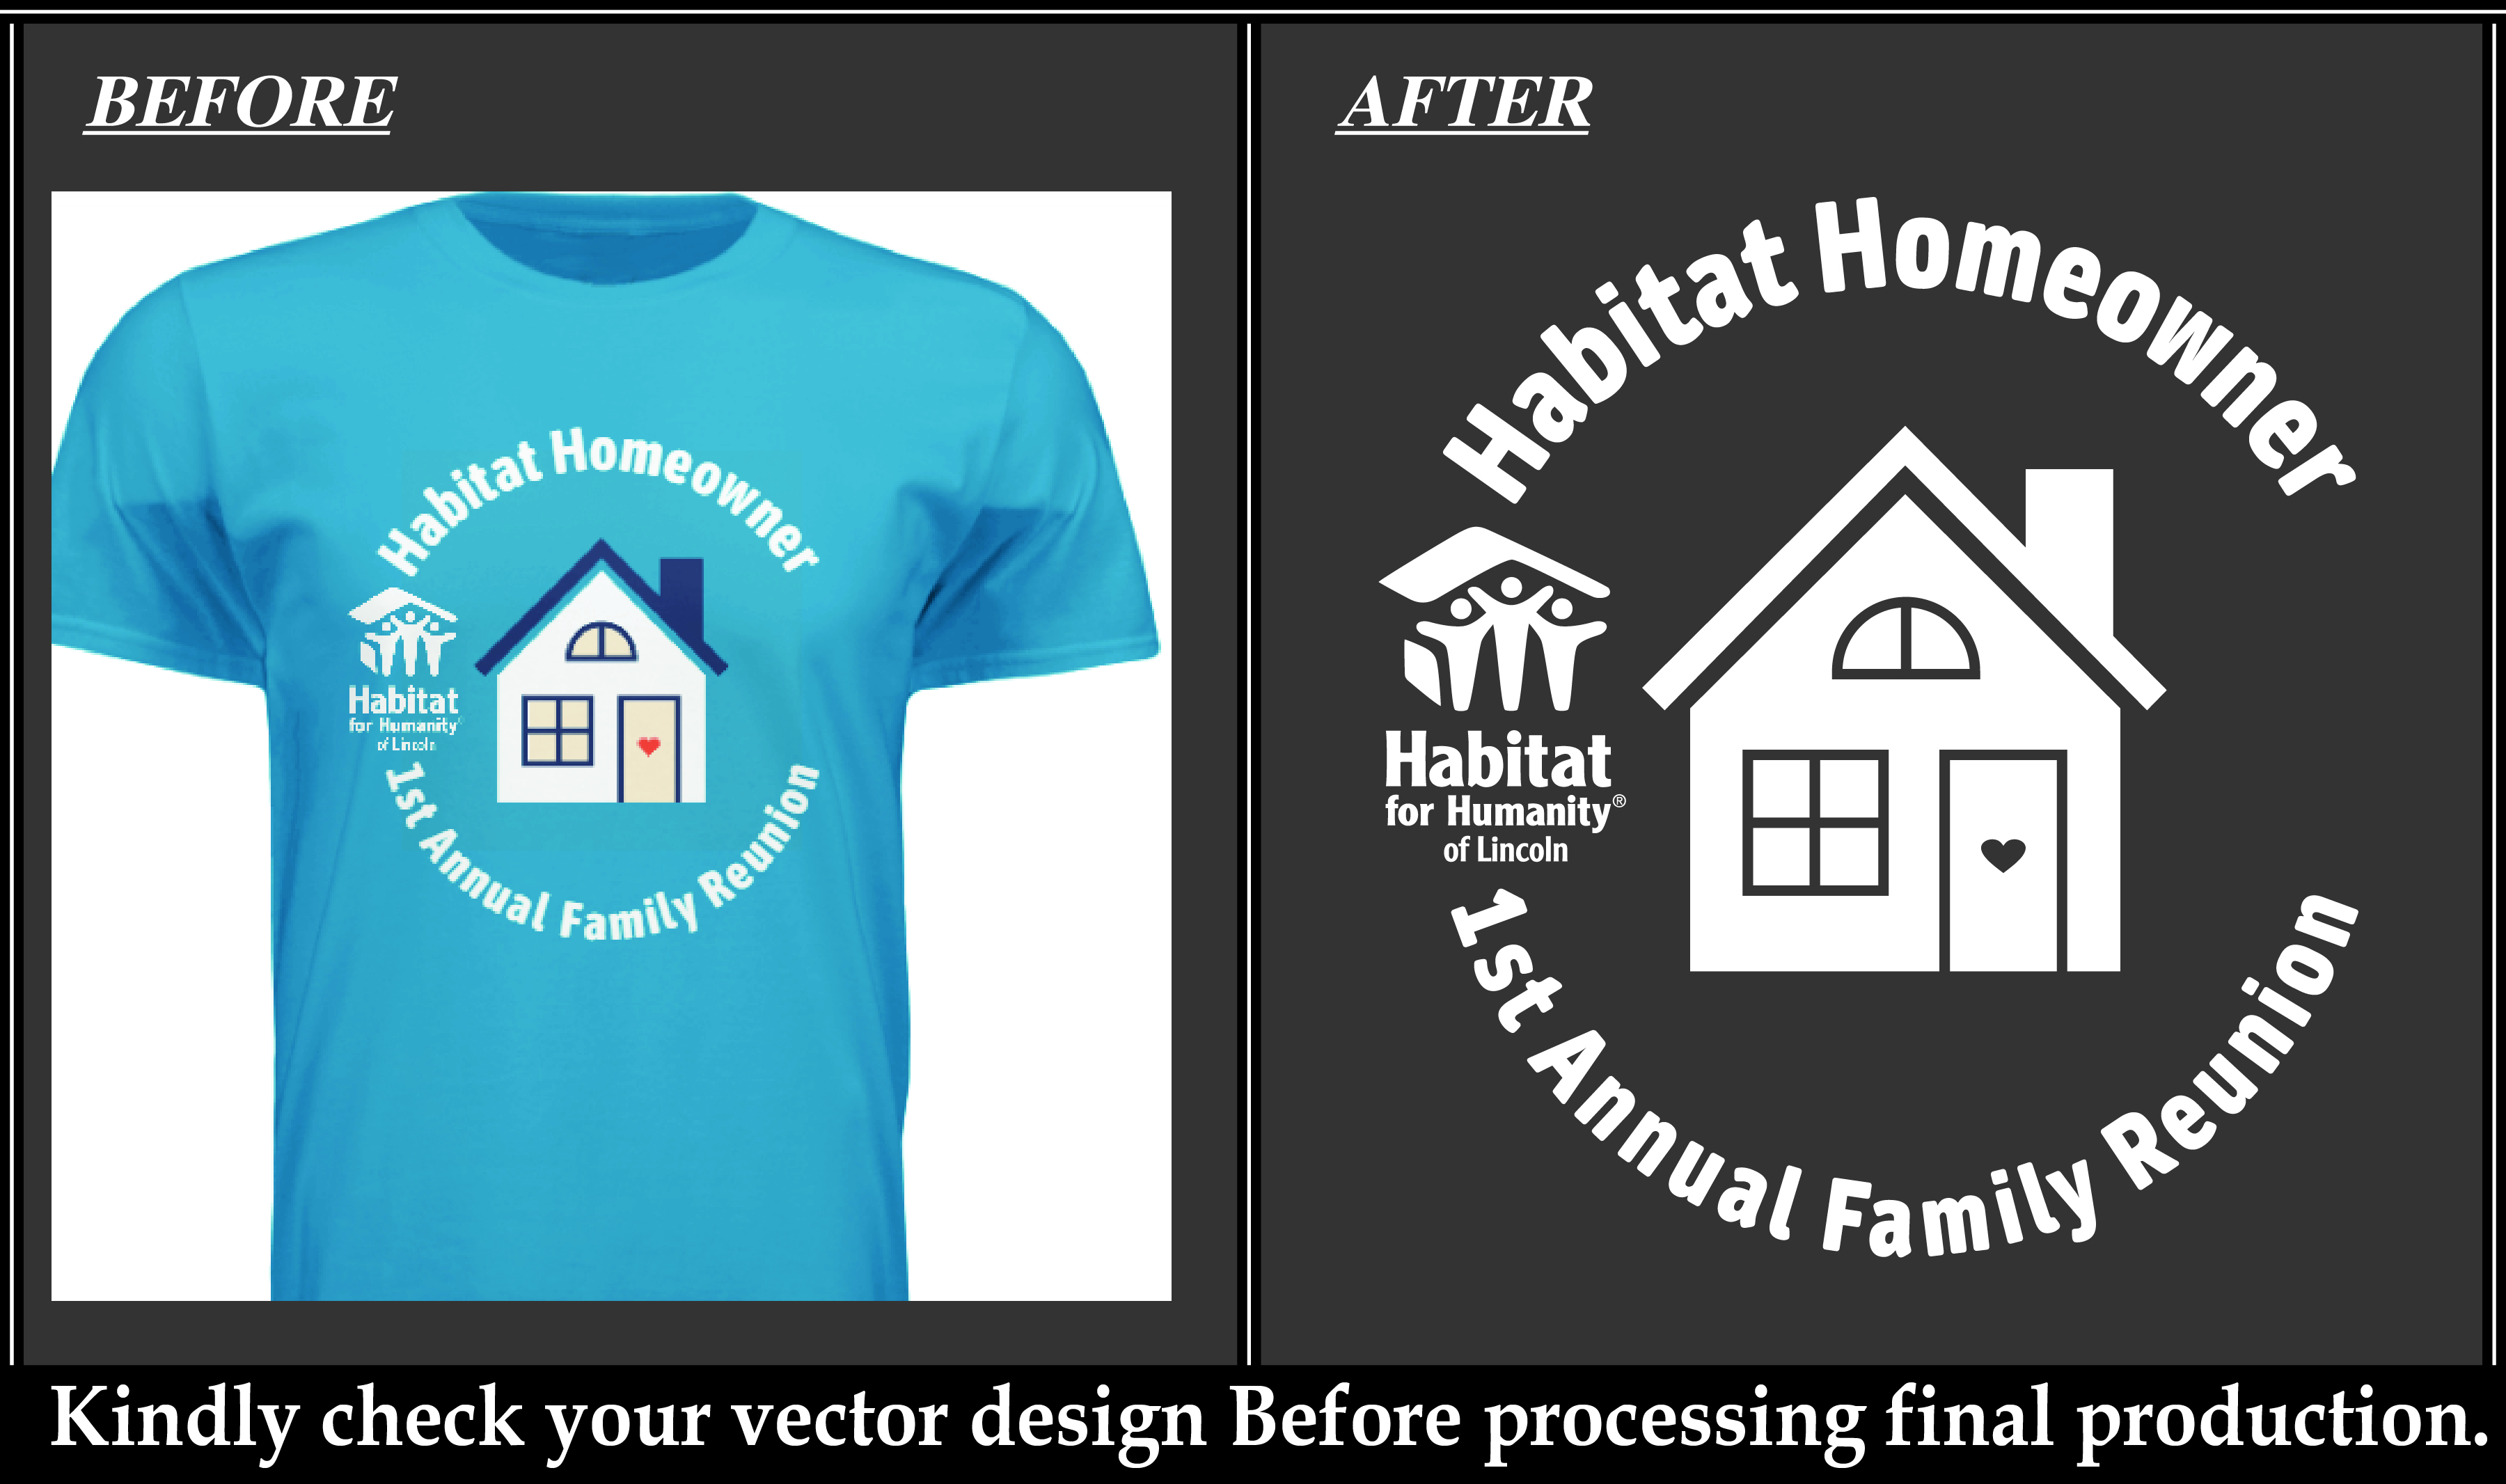 BEFORE
Habitat Homeowner
Habitat
for Humanity®
of Lincoln
1st Annual Family Reunion
AFTER
Habitat Homeowner
Habitat
for Humanity®
of Lincoln
1st Annual Family Reunion
Kindly check your vector design Before processing final production.